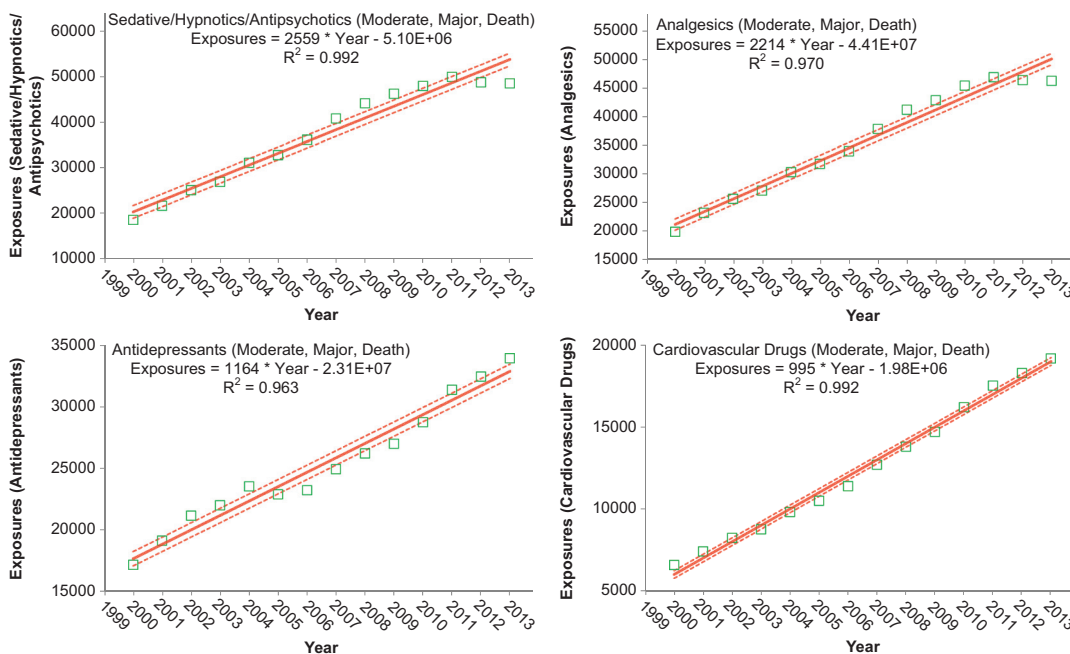 Sedative/Hypnotics/Antipsychotics (Moderate, Major, Death)
Exposures = 2559 * Year - 5.10E+06
R² = 0.992
Exposures (Sedative/Hypnotics/
Antipsychotics)
60000
50000
40000
30000
20000
10000
1999 2000 2001 2002 2003 2004 2005 2006 2007 2008 2009 2010 2011 2012 2013
Year
Analgesics (Moderate, Major, Death)
Exposures = 2214 * Year - 4.41E+07
R² = 0.970
Exposures (Analgesics)
55000
50000
45000
40000
35000
30000
25000
20000
15000
1999 2000 2001 2002 2003 2004 2005 2006 2007 2008 2009 2010 2011 2012 2013
Year
Antidepressants (Moderate, Major, Death)
Exposures = 1164 * Year - 2.31E+07
R² = 0.963
Exposures (Antidepressants)
35000
30000
25000
20000
15000
1999 2000 2001 2002 2003 2004 2005 2006 2007 2008 2009 2010 2011 2012 2013
Year
Cardiovascular Drugs (Moderate, Major, Death)
Exposures = 995 * Year - 1.98E+06
R² = 0.992
Exposures (Cardiovascular Drugs)
20000
15000
10000
5000
1999 2000 2001 2002 2003 2004 2005 2006 2007 2008 2009 2010 2011 2012 2013
Year